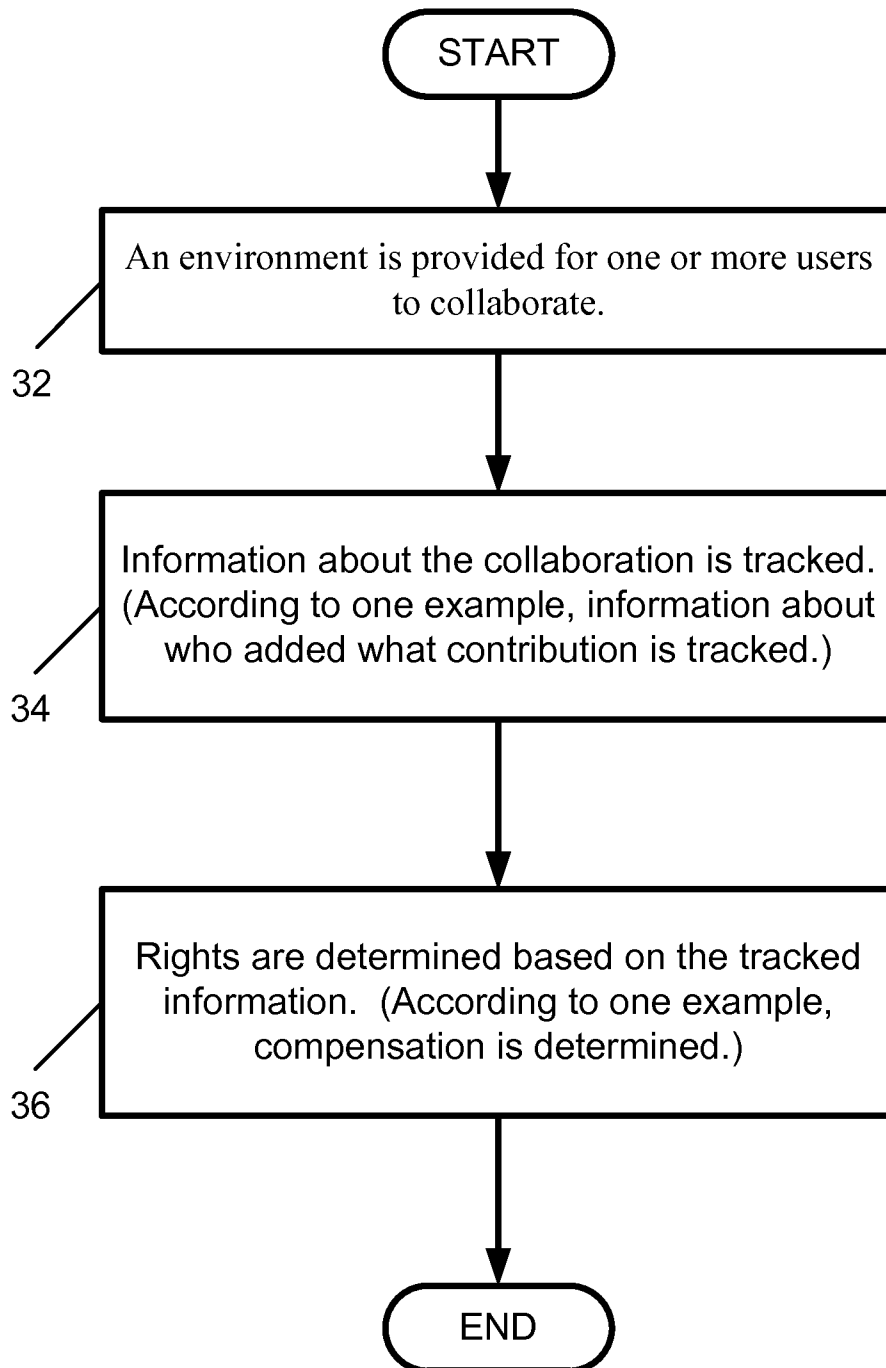 START
An environment is provided for one or more users
to collaborate.
32
Information about the collaboration is tracked.
(According to one example, information about
who added what contribution is tracked.)
34
Rights are determined based on the tracked
information.  (According to one example,
compensation is determined.)
36
END